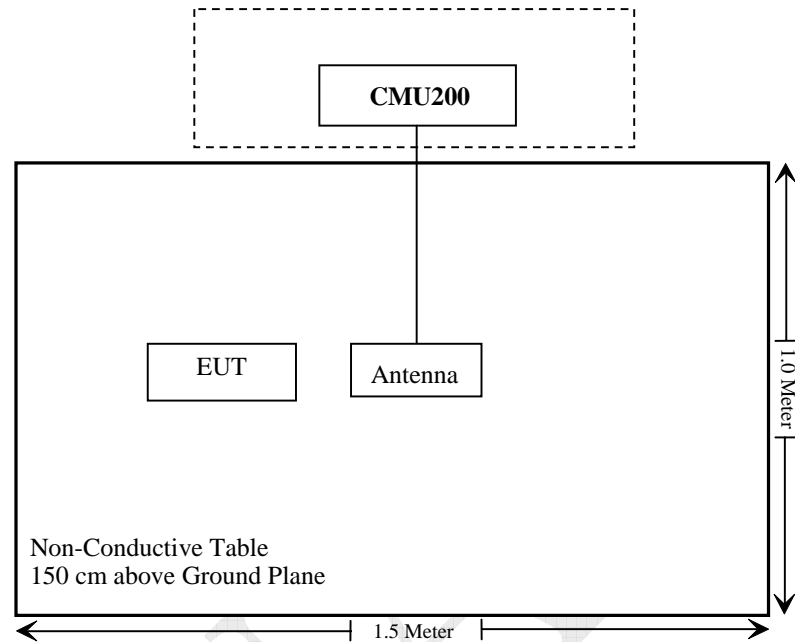 CMU200
EUT
Antenna
1.0 Meter
Non-Conductive Table
150 cm above Ground Plane
1.5 Meter